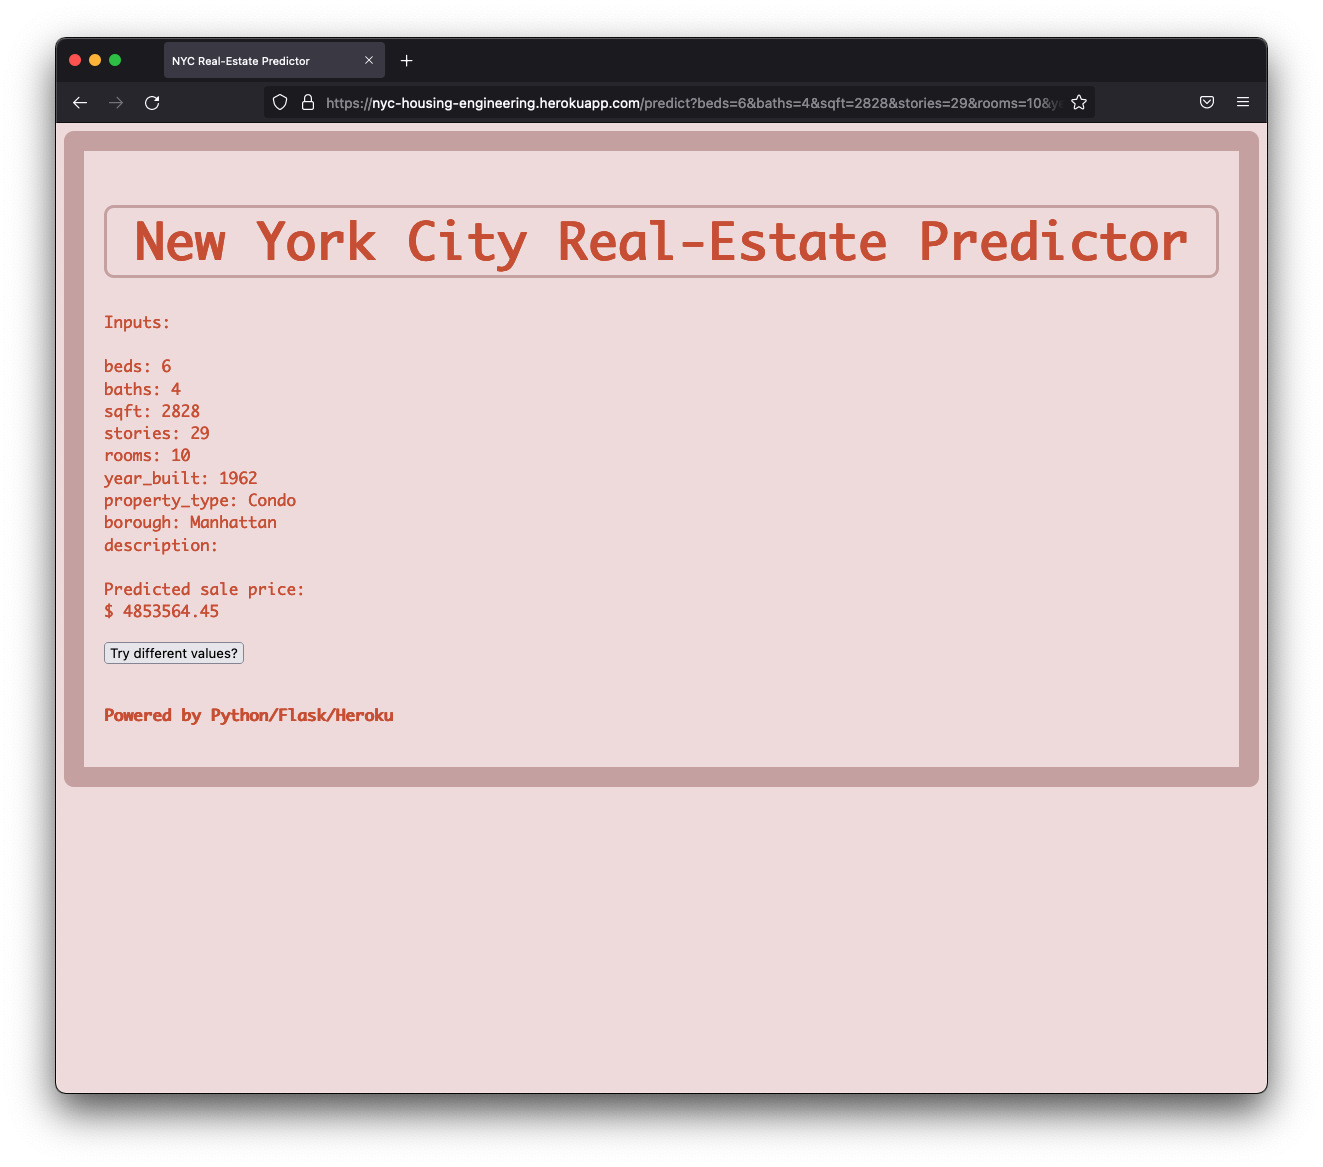 NYC Real-Estate Predictor
https://nyc-housing-engineering.herokuapp.com/predict?beds=6&baths=4&sqft=2828&stories=29&rooms=10&y
New York City Real-Estate Predictor
Inputs:
beds: 6
baths: 4
sqft: 2828
stories: 29
rooms: 10
year_built: 1962
property_type: Condo
borough: Manhattan
description:
Predicted sale price:
$ 4853564.45
Try different values?
Powered by Python/Flask/Heroku